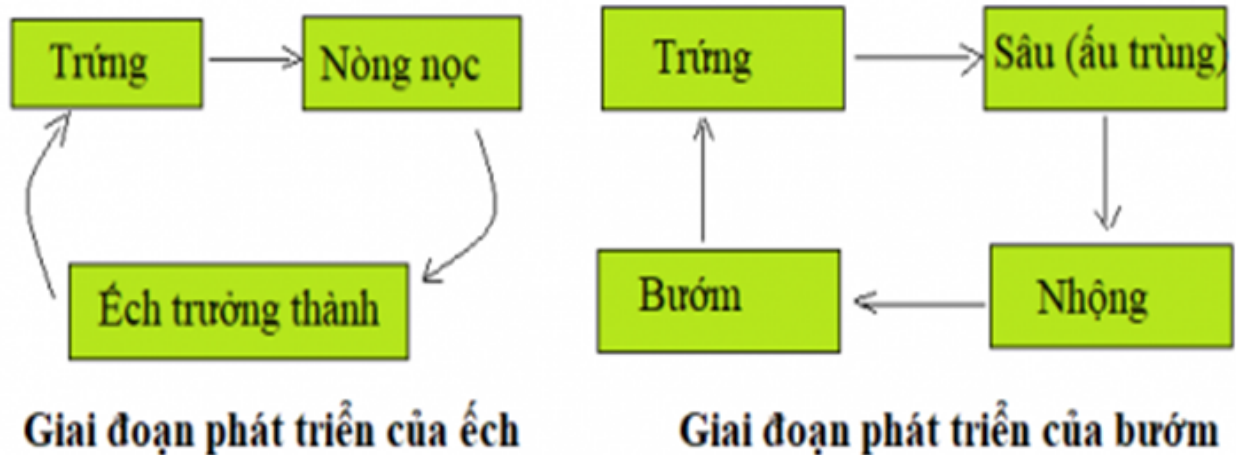 Trứng
Nòng nọc
Ếch trưởng thành
Giai đoạn phát triển của ếch
Trứng
Sâu (ấu trùng)
Bướm
Nhộng
Giai đoạn phát triển của bướm